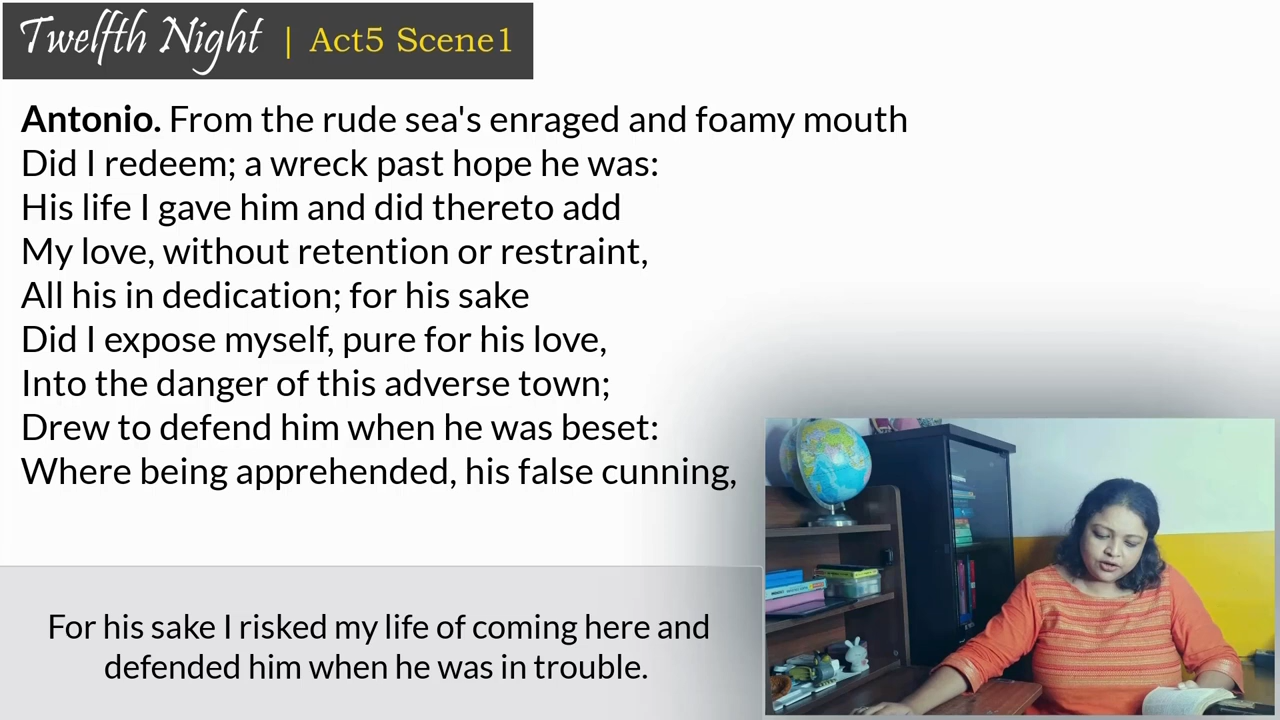 Twelfth Night | Act5 Scene1
Antonio. From the rude sea's enraged and foamy mouth
Did I redeem; a wreck past hope he was:
His life I gave him and did thereto add
My love, without retention or restraint,
All his in dedication; for his sake
Did I expose myself, pure for his love,
Into the danger of this adverse town;
Drew to defend him when he was beset:
Where being apprehended, his false cunning,
For his sake I risked my life of coming here and
defended him when he was in trouble.